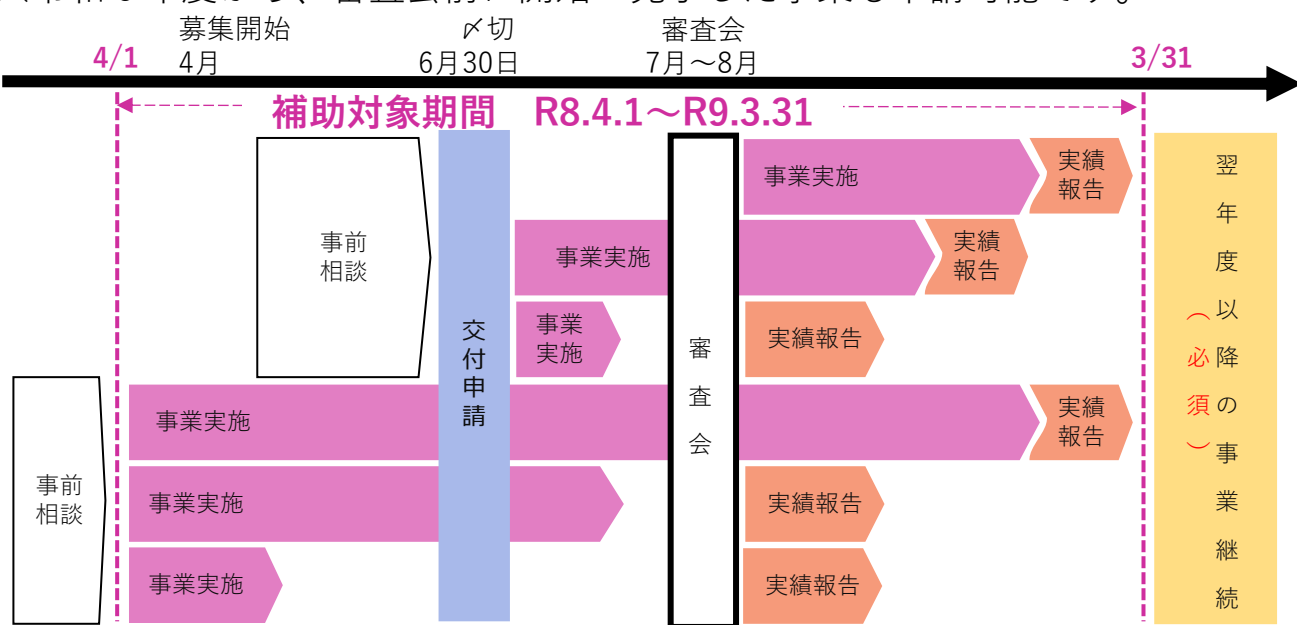 募集開始
〆切
審査会
4/1
4月
6月30日
7月～8月
3/31
補助対象期間　R8.4.1～R9.3.31
事前
相談
交付申請
審査会
事業実施
実績
報告
事業実施
実績
報告
事業
実施
実績報告
事前
相談
事業実施
実績
報告
事業実施
実績報告
事業実施
実績報告
翌年度以降の事業継続
（必須）